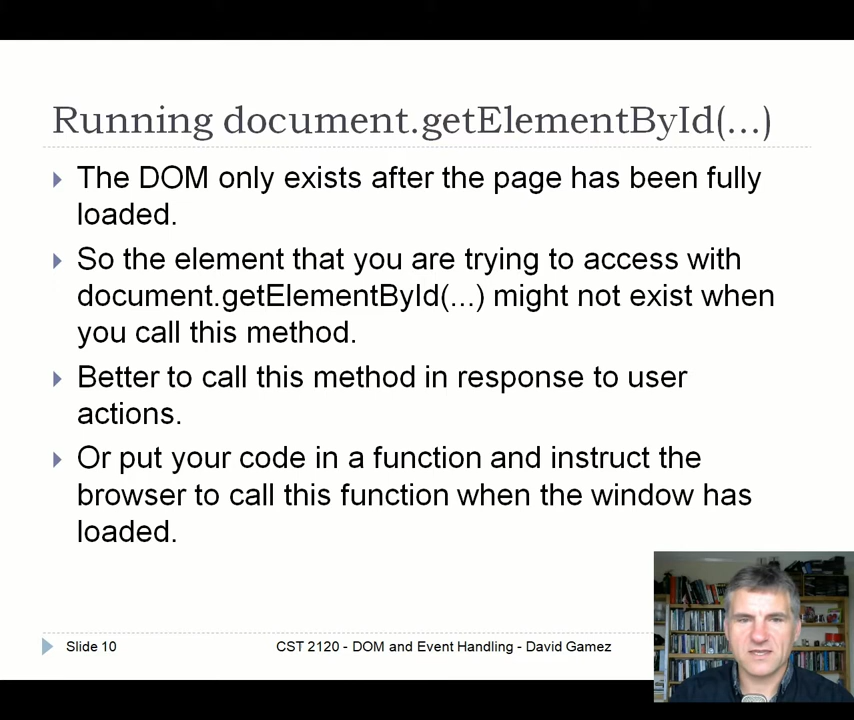 Running document.getElementById(...)
The DOM only exists after the page has been fully
loaded.
So the element that you are trying to access with
document.getElementById(...) might not exist when
you call this method.
Better to call this method in response to user
actions.
Or put your code in a function and instruct the
browser to call this function when the window has
loaded.
Slide 10
CST 2120 - DOM and Event Handling - David Gamez